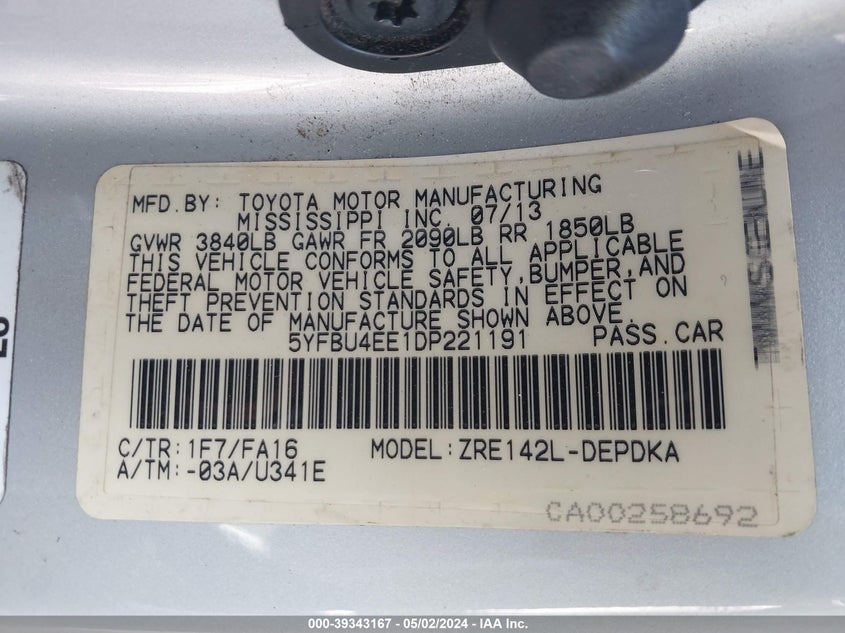 MFD.BY: TOYOTA MOTOR MANUFACTURING
MISSISSIPPI INC. 07/13
GVWR 3840LB GAWR FR 2090LB RR 1850LB
THIS VEHICLE CONFORMS TO ALL APPLICABLE
FEDERAL MOTOR VEHICLE SAFETY,BUMPER,AND
THEFT PREVENTION STANDARDS IN EFFECT ON
THE DATE OF MANUFACTURE SHOWN ABOVE.
5YFBU4EE1DP221191 PASS.CAR
C/TR:1F7/FA16 MODEL:ZRE142L-DEPDKA
A/TM:-03A/U341E
CA00258692
000-39343167 - 05/02/2024 - IAA Inc.